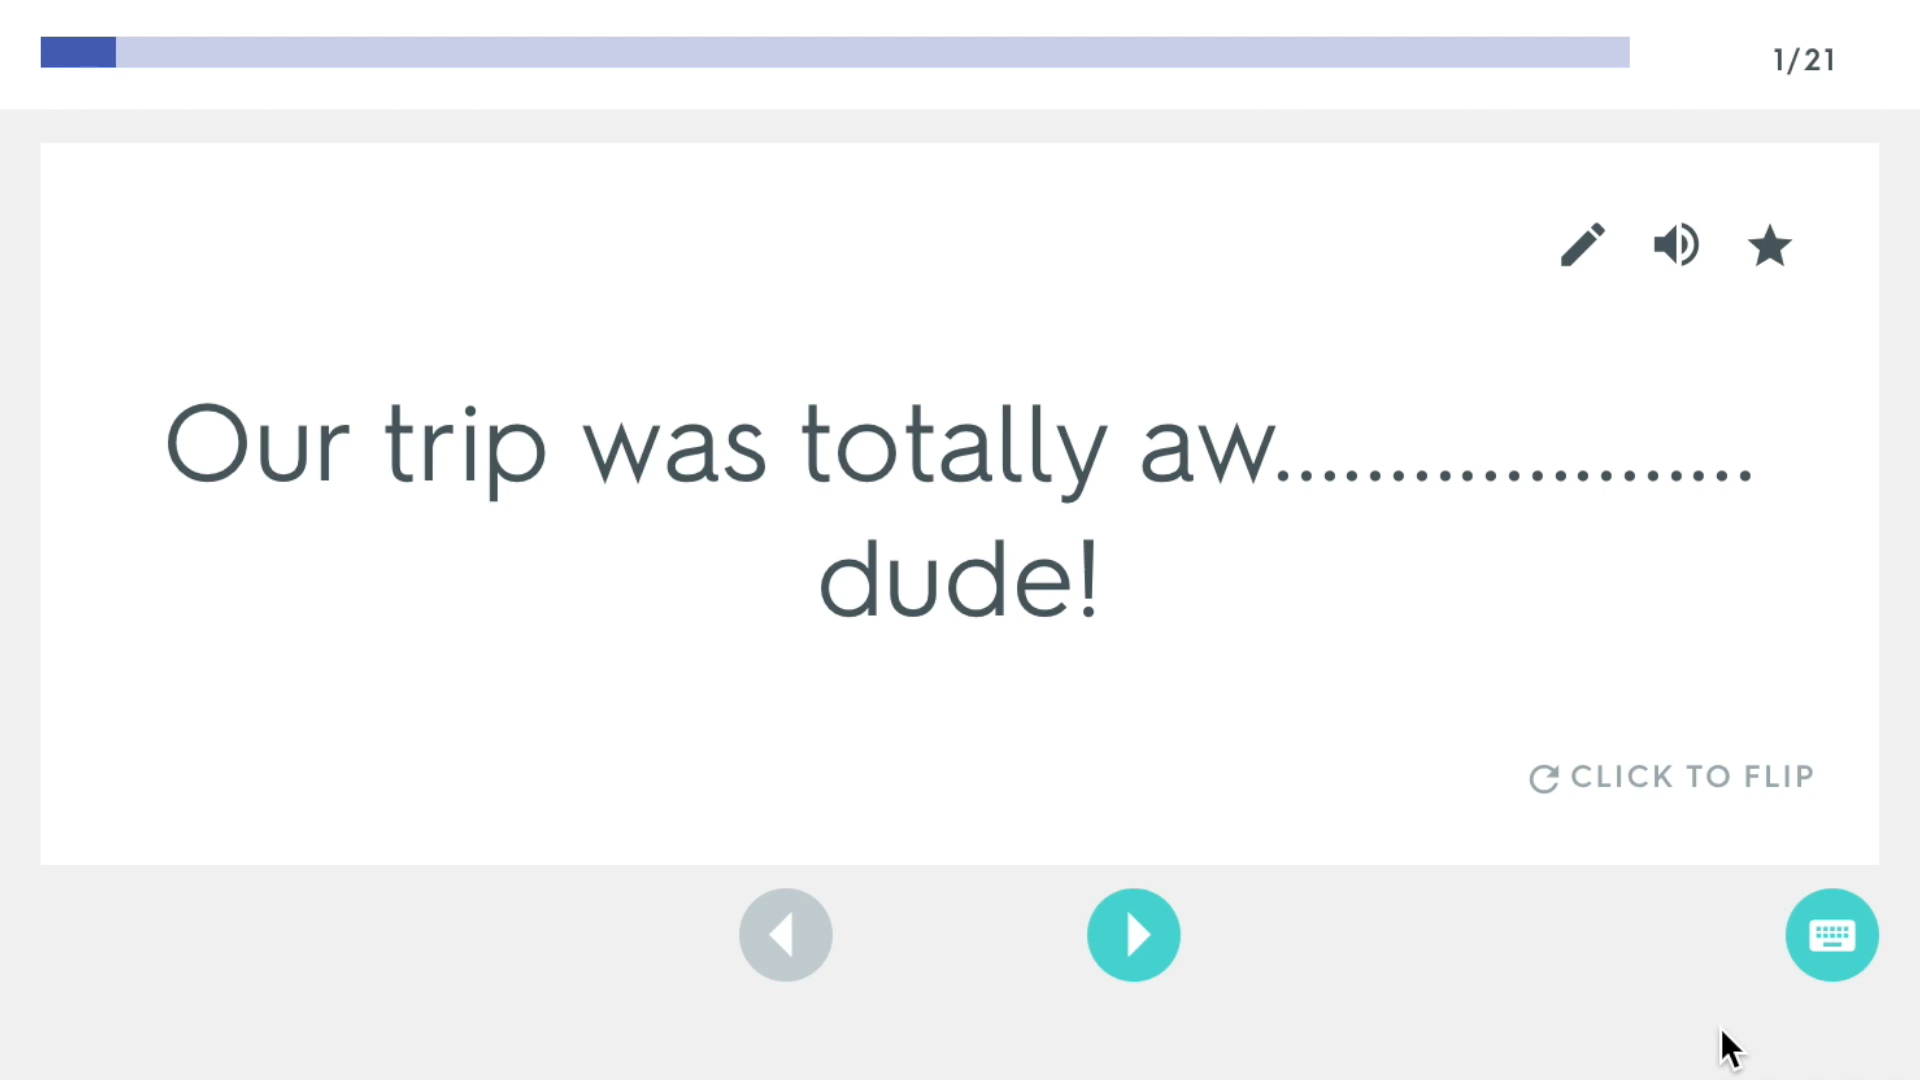 1/21
Our trip was totally aw.....................
dude!
CLICK TO FLIP